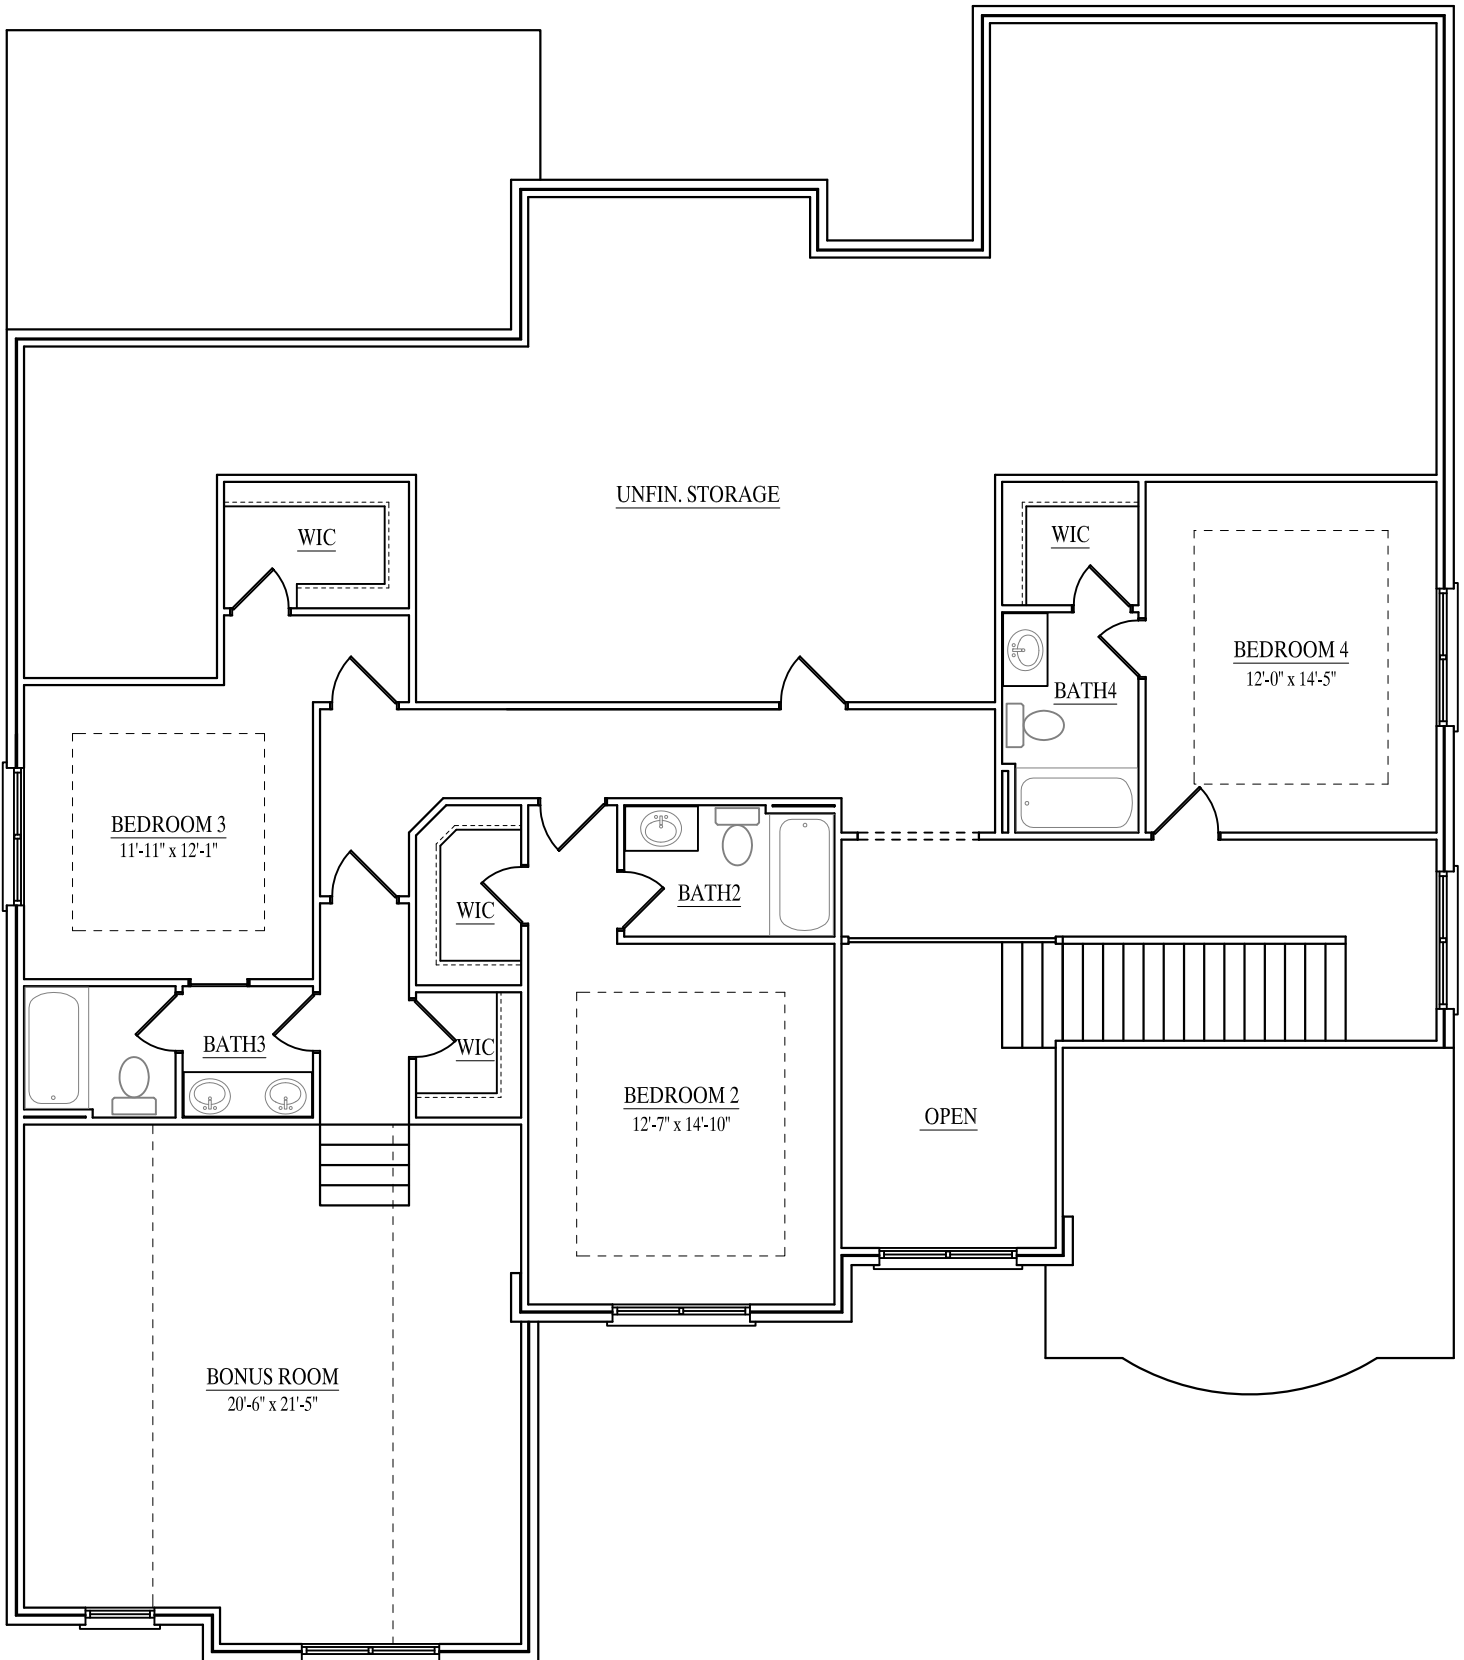 UNFIN. STORAGE
WIC
WIC
BEDROOM 4
12'-0" x 14'-5"
BATH4
BEDROOM 3
11'-11" x 12'-1"
WIC
BATH2
BATH3
WIC
BEDROOM 2
12'-7" x 14'-10"
OPEN
BONUS ROOM
20'-6" x 21'-5"